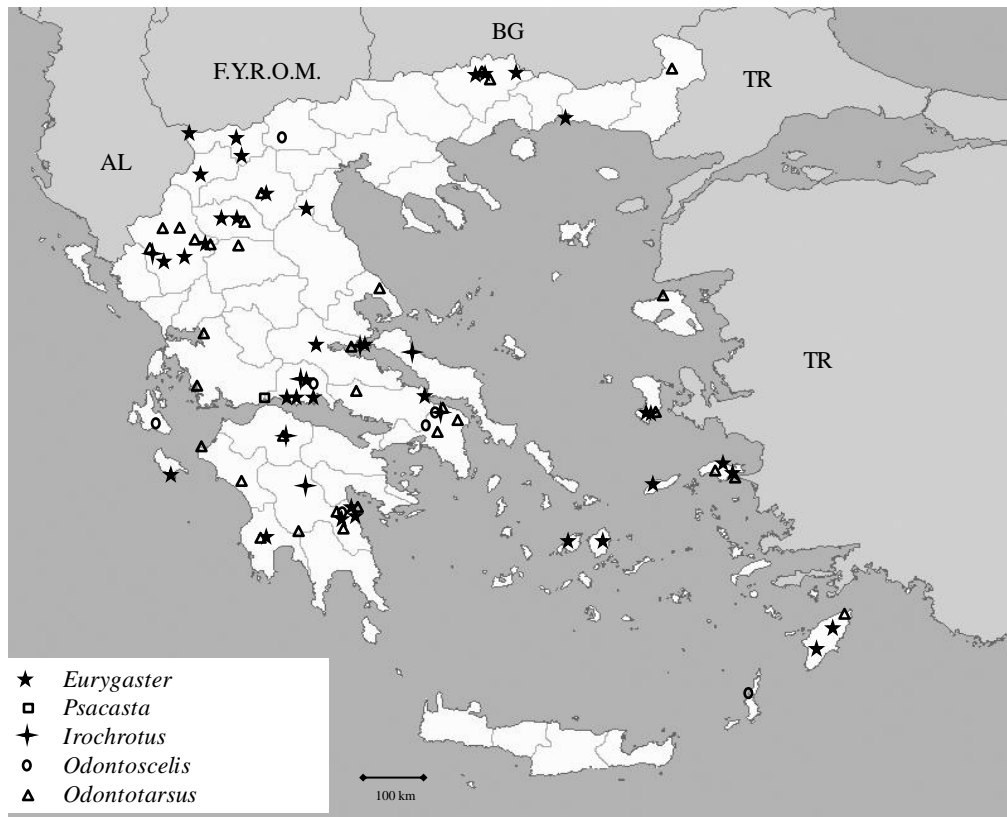 BG
F.Y.R.O.M.
TR
AL
TR
Eurygaster
Psacasta
Irochrotus
Odontoscelis
Odontotarsus
100 km